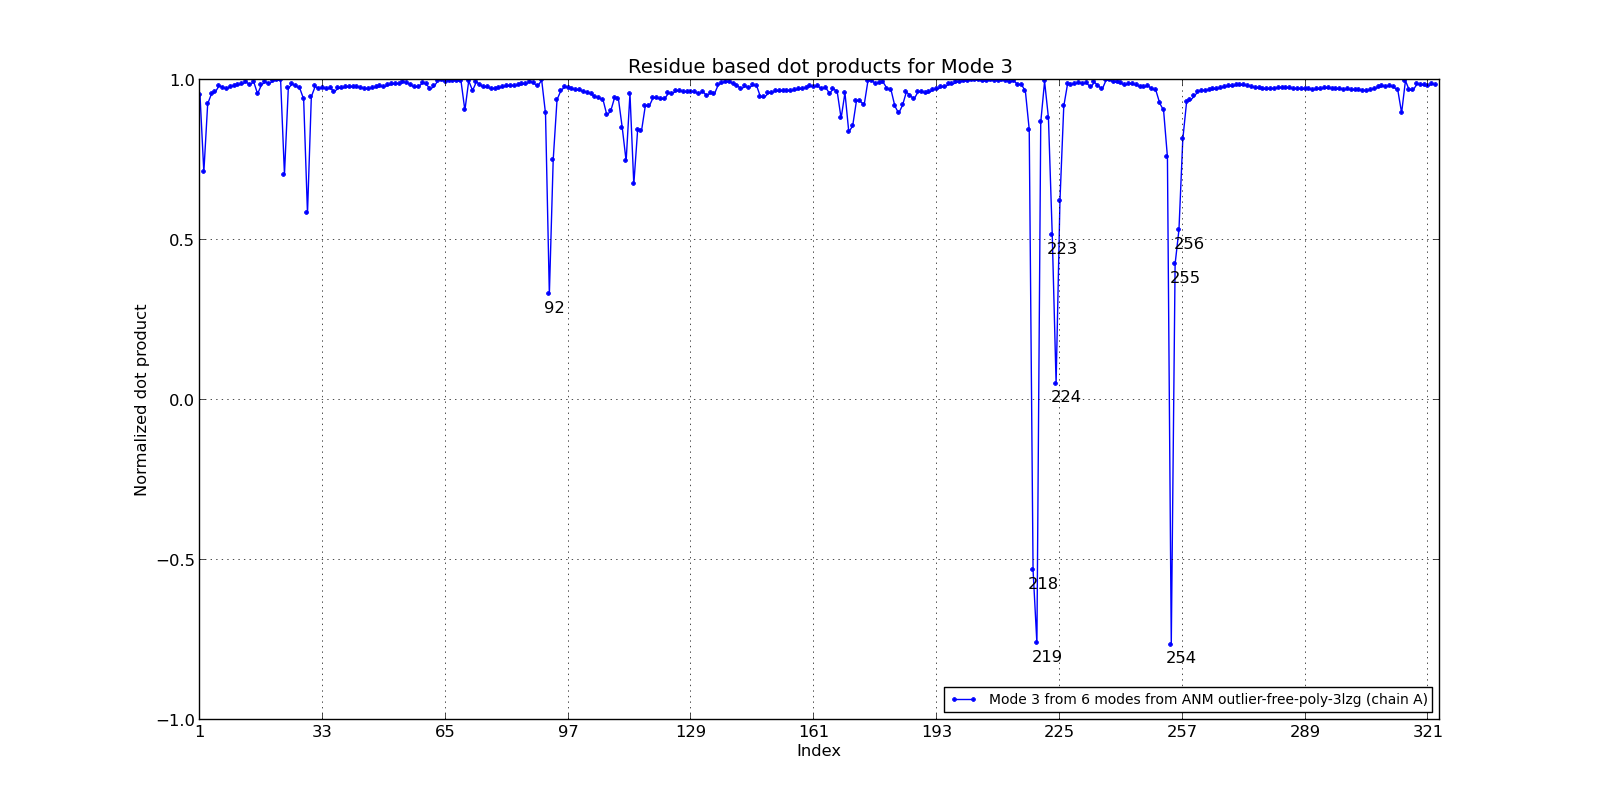 Residue based dot products for Mode 3
1.0
0.5
0.0
−0.5
−1.0
Normalized dot product
92
223
256
255
224
218
219
254
Mode 3 from 6 modes from ANM outlier-free-poly-3lzg (chain A)
1 33 65 97 129 161 193 225 257 289 321
Index